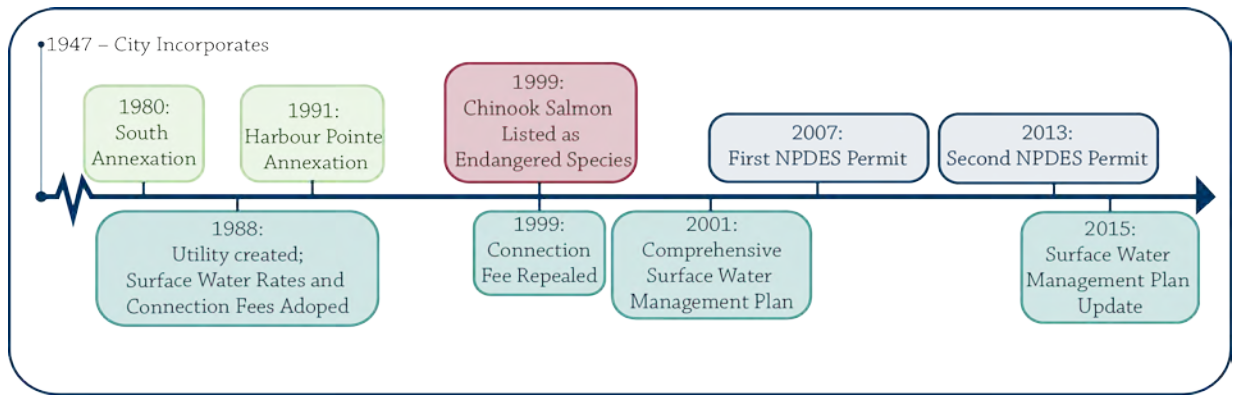 1947 – City Incorporates
1980:
South
Annexation
1991:
Harbour Pointe
Annexation
1999:
Chinook Salmon
Listed as
Endangered Species
2007:
First NPDES Permit
2013:
Second NPDES Permit
1988:
Utility created;
Surface Water Rates and
Connection Fees Adoped
1999:
Connection
Fee Repealed
2001:
Comprehensive
Surface Water
Management Plan
2015:
Surface Water
Management Plan
Update